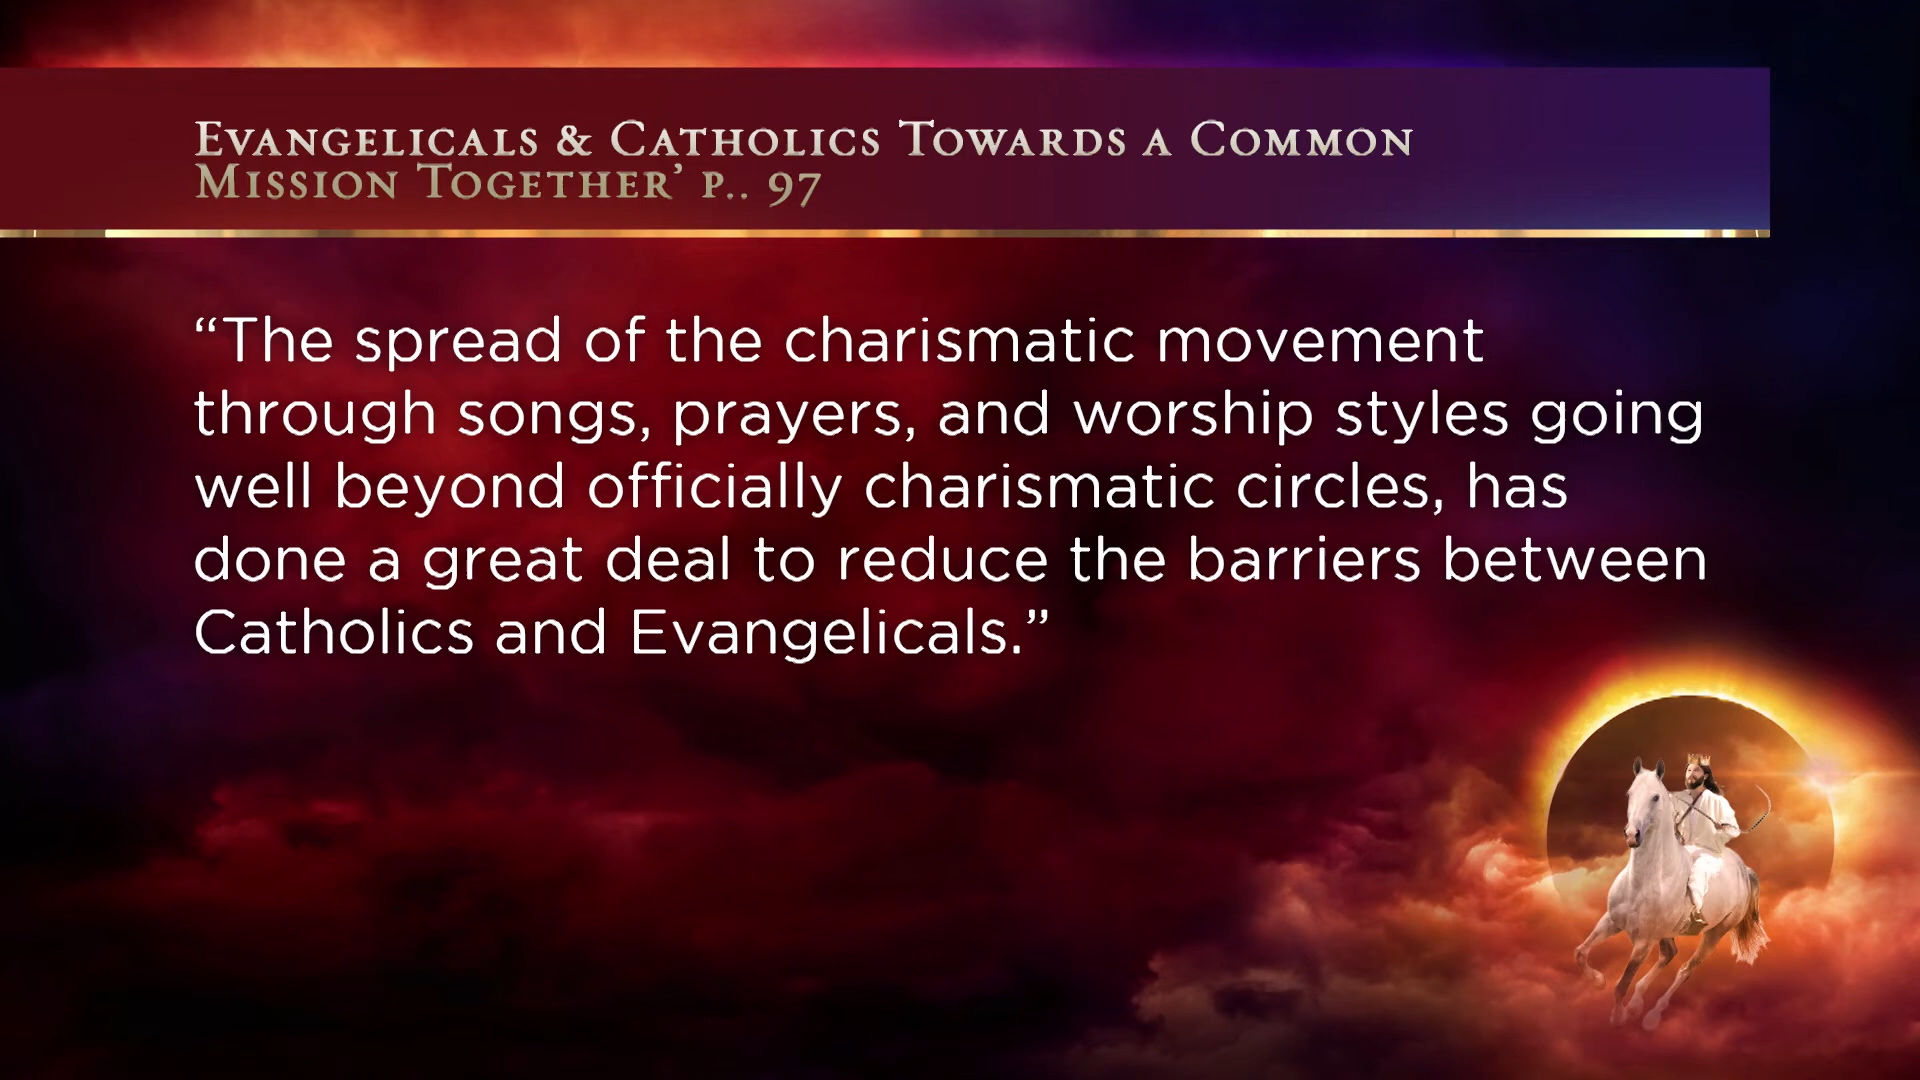 Evangelicals & Catholics Towards a Common
Mission Together’ p.. 97
“The spread of the charismatic movement
through songs, prayers, and worship styles going
well beyond officially charismatic circles, has
done a great deal to reduce the barriers between
Catholics and Evangelicals.”